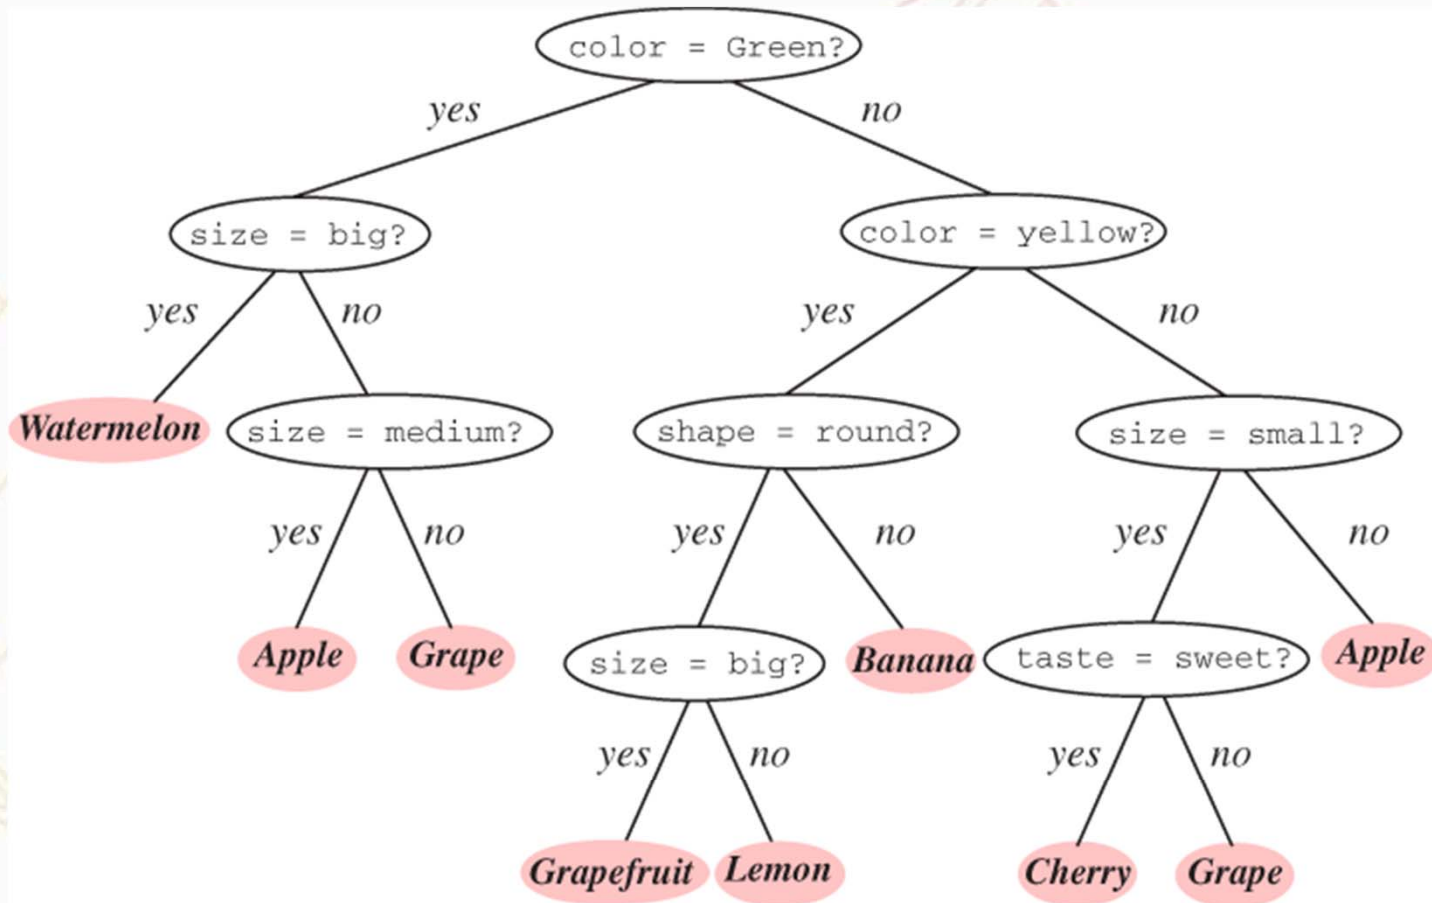 color = Green?
yes
no
size = big?
color = yellow?
yes
no
yes
no
Watermelon
size = medium?
shape = round?
size = small?
yes
no
yes
no
yes
no
Apple
Grape
size = big?
Banana
taste = sweet?
Apple
yes
no
yes
no
Grapefruit
Lemon
Cherry
Grape